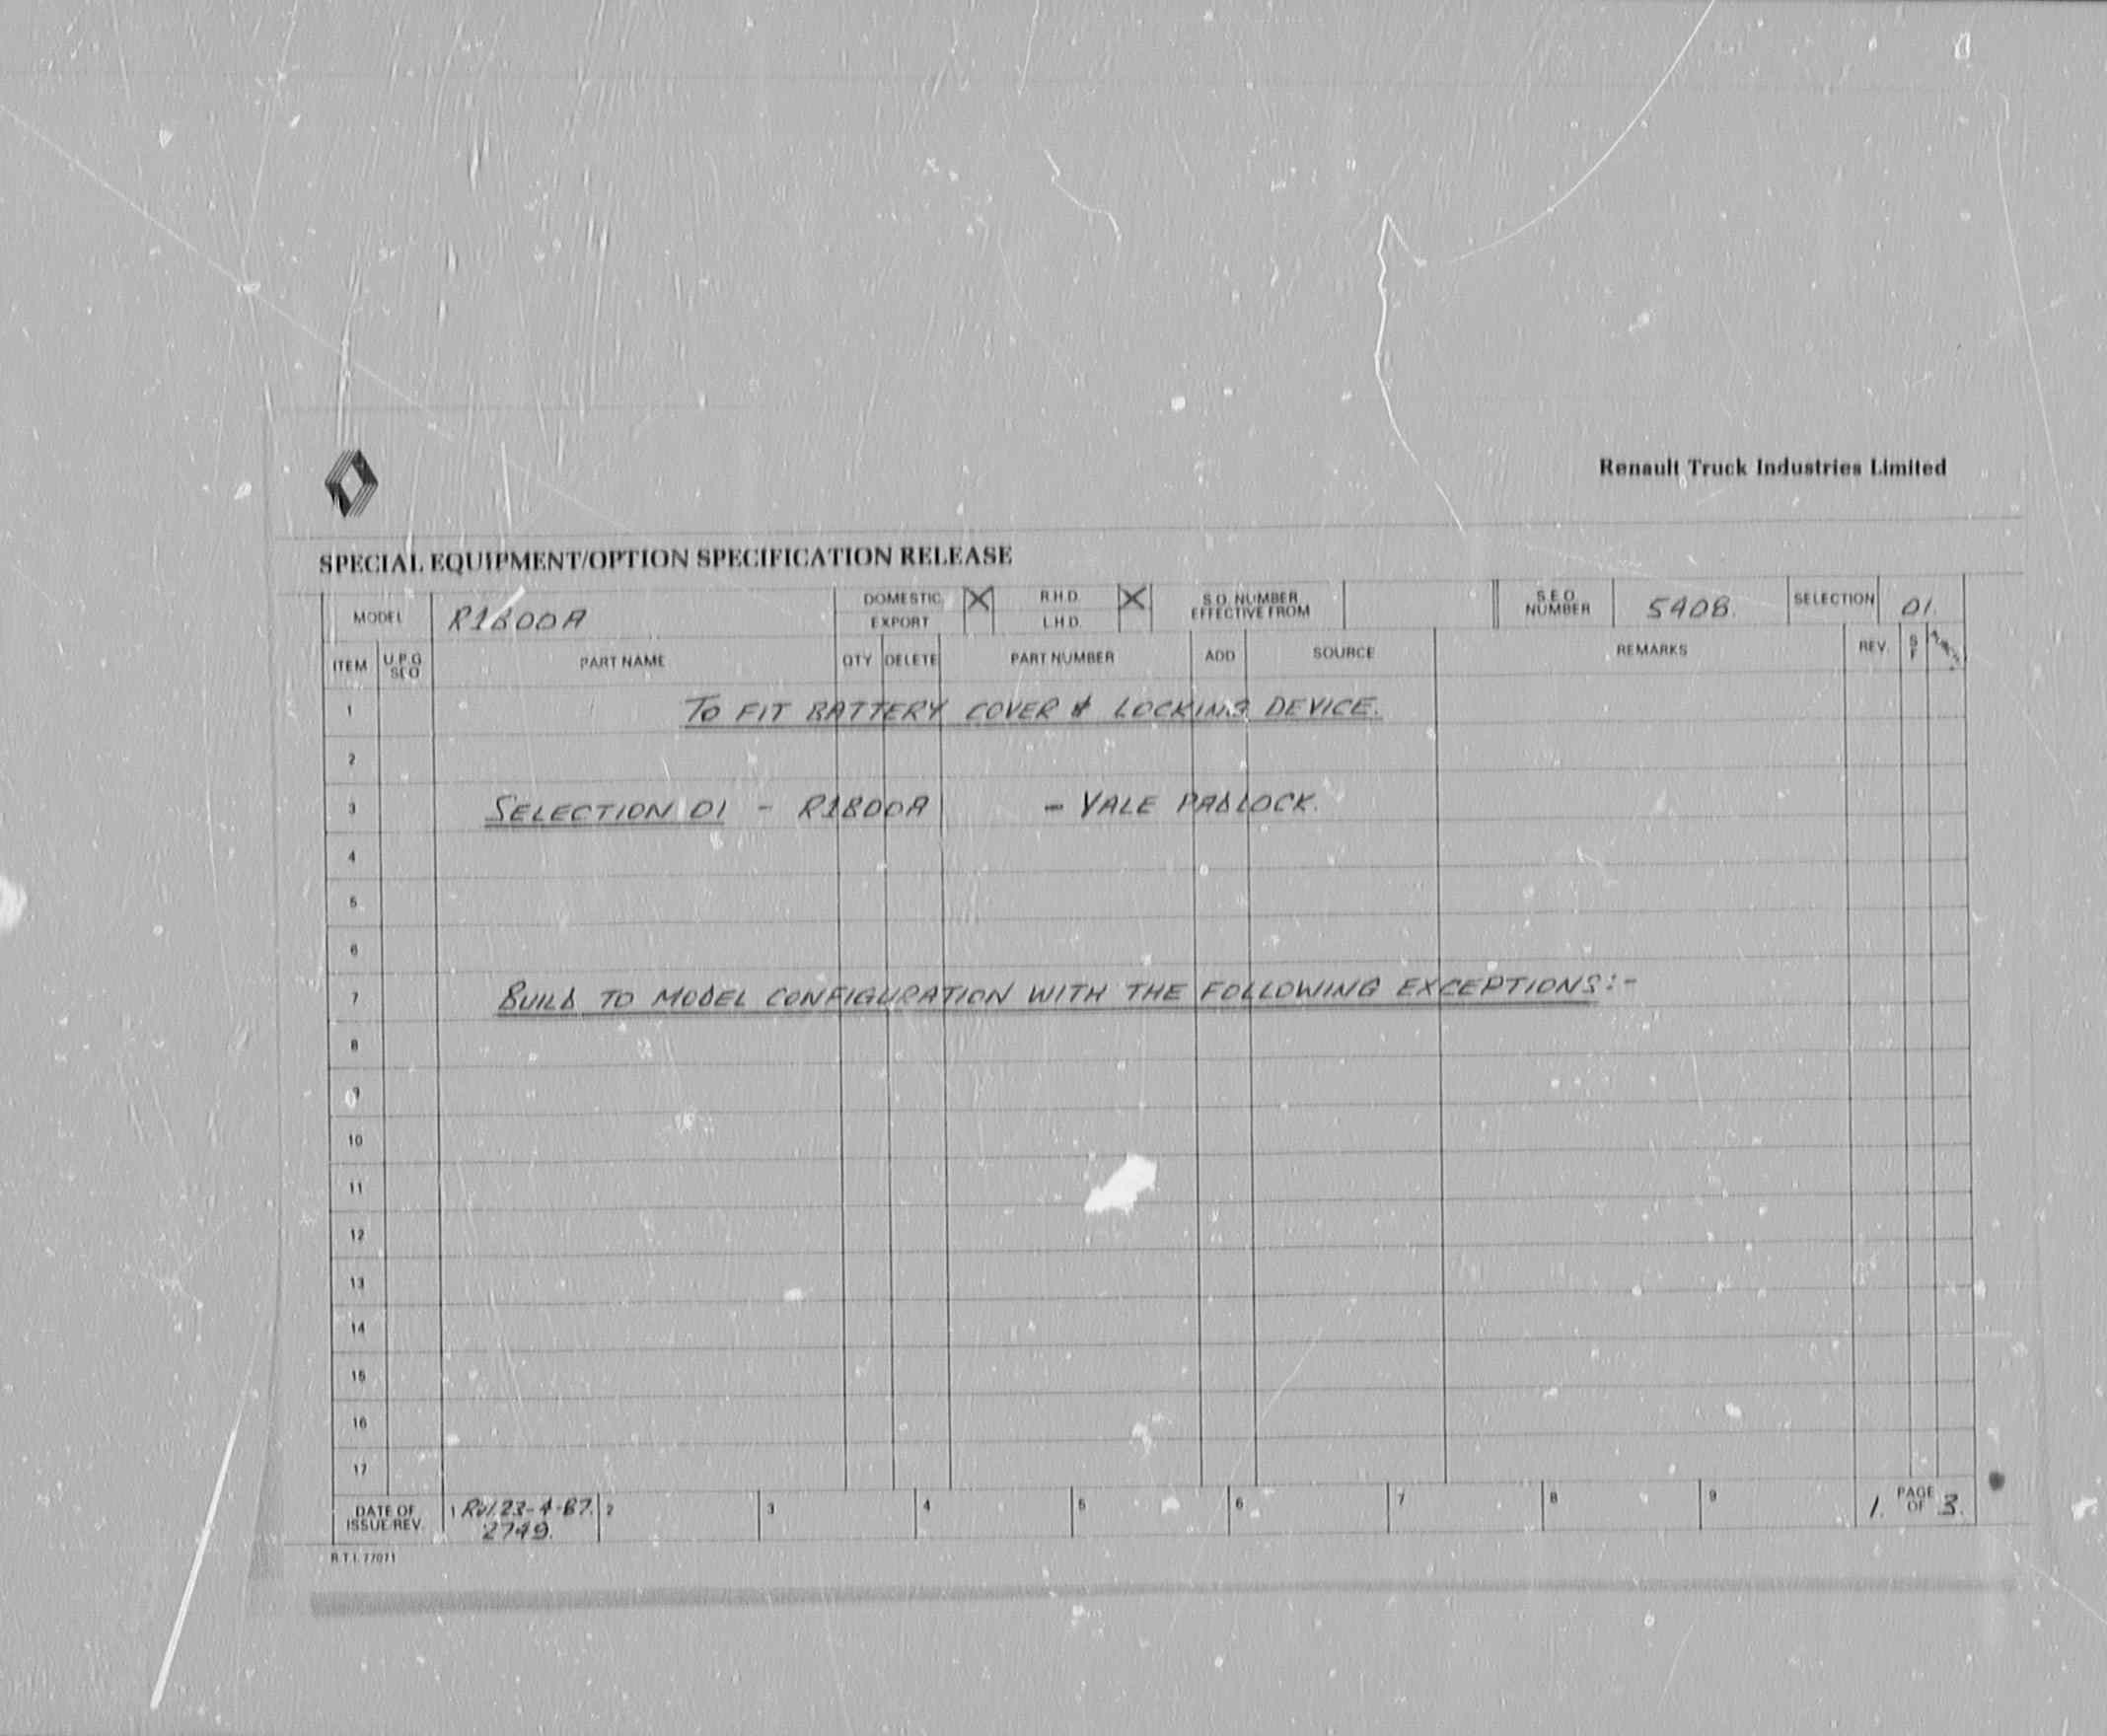 Renault Truck Industries Limited
SPECIAL EQUIPMENT/OPTION SPECIFICATION RELEASE
MODEL R1800A DOMESTIC X R.H.D. X S.O. NUMBER EFFECTIVE FROM S.E.O. NUMBER 5408. SELECTION 01.
EXPORT L.H.D.
ITEM U.P.G SEO PART NAME QTY DELETE PART NUMBER ADD SOURCE REMARKS REV. S F
1 TO FIT BATTERY COVER & LOCKING DEVICE.
2
3 SELECTION 01 - R1800A - YALE PADLOCK.
4
5
6
7 BUILD TO MODEL CONFIGURATION WITH THE FOLLOWING EXCEPTIONS:-
8
9
10
11
12
13
14
15
16
17
DATE OF ISSUE/REV. 1 Rel. 23-4-87. 2 3 4 5 6 7 8 9 1. PAGE OF 3.
2749.
R.T.I. 77071